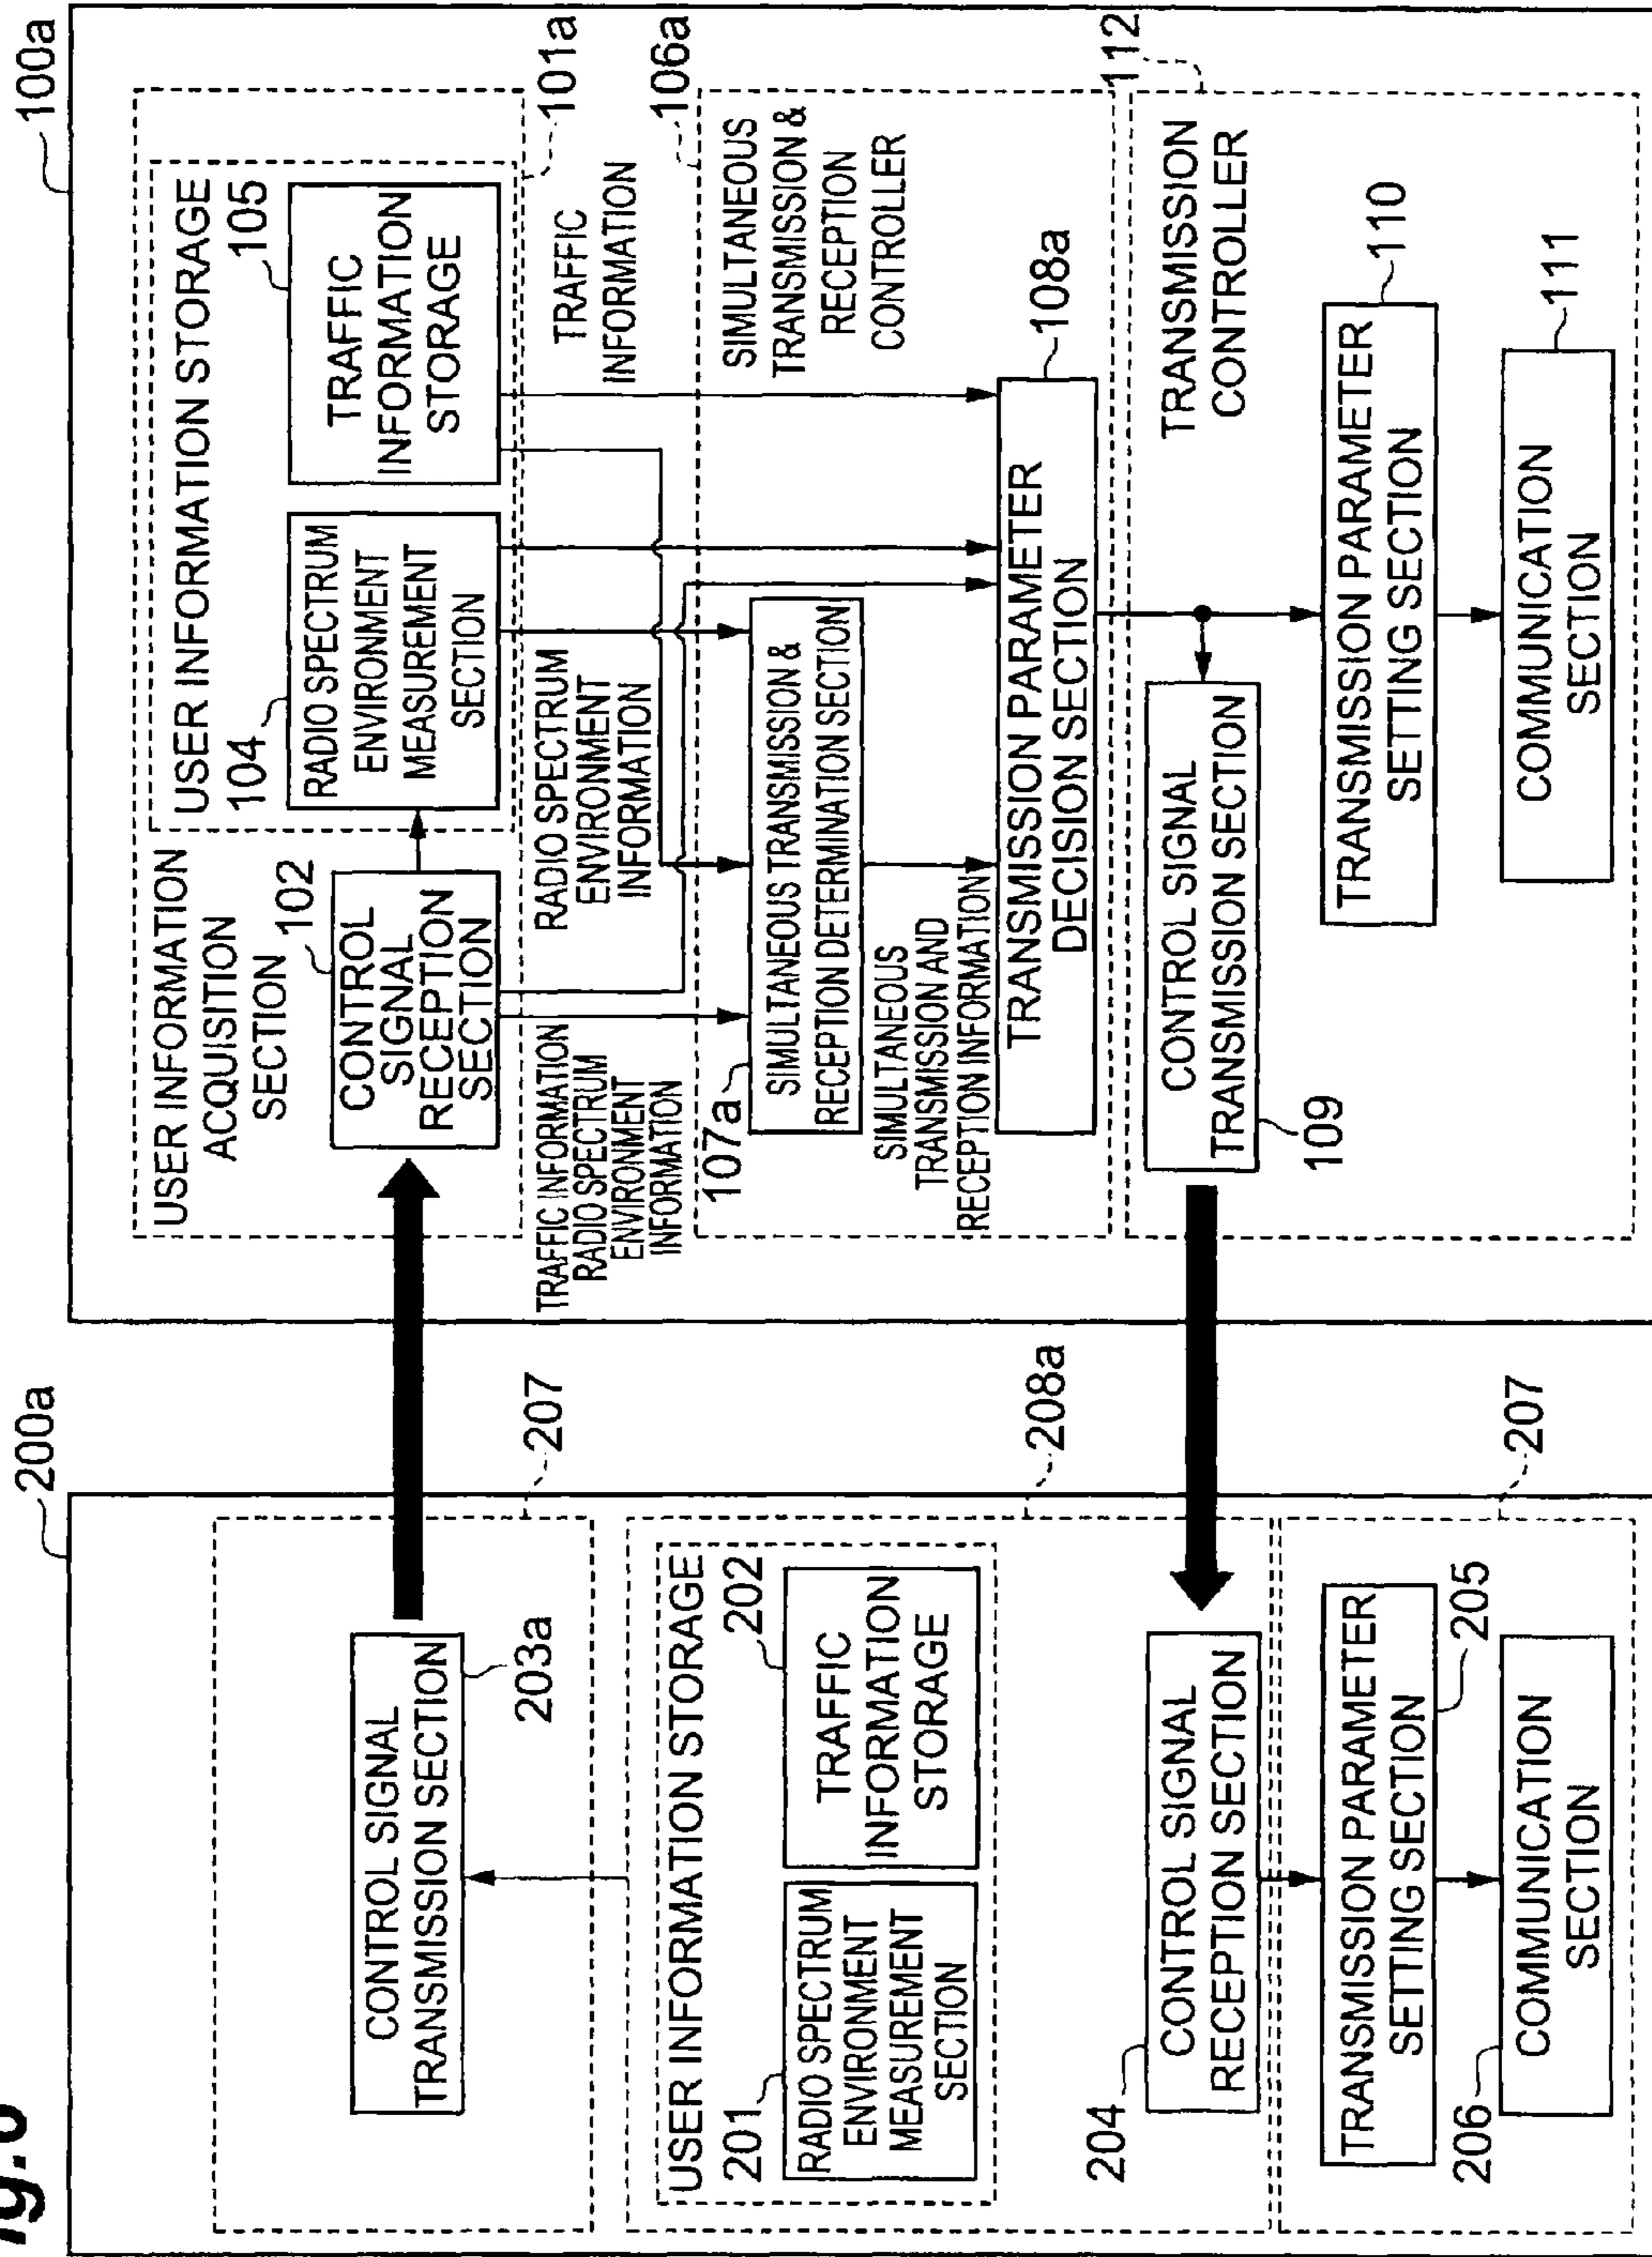 200a
CONTROL SIGNAL
TRANSMISSION SECTION
203a
207
USER INFORMATION STORAGE
201
RADIO SPECTRUM
ENVIRONMENT
MEASUREMENT
SECTION
202
TRAFFIC
INFORMATION
STORAGE
208a
204
CONTROL SIGNAL
RECEPTION SECTION
TRANSMISSION PARAMETER
SETTING SECTION
205
207
206
COMMUNICATION
SECTION
100a
USER INFORMATION
ACQUISITION
SECTION
102
CONTROL
SIGNAL
RECEPTION
SECTION
USER INFORMATION STORAGE
104
RADIO SPECTRUM
ENVIRONMENT
MEASUREMENT
SECTION
105
TRAFFIC
INFORMATION
STORAGE
101a
TRAFFIC INFORMATION
RADIO SPECTRUM
ENVIRONMENT
INFORMATION
RADIO SPECTRUM
ENVIRONMENT
INFORMATION
TRAFFIC
INFORMATION
106a
107a
SIMULTANEOUS TRANSMISSION &
RECEPTION DETERMINATION SECTION
SIMULTANEOUS
TRANSMISSION &
RECEPTION
CONTROLLER
SIMULTANEOUS
TRANSMISSION AND
RECEPTION INFORMATION
TRANSMISSION PARAMETER
DECISION SECTION
108a
112
CONTROL SIGNAL
TRANSMISSION SECTION
109
TRANSMISSION
CONTROLLER
TRANSMISSION PARAMETER
SETTING SECTION
110
COMMUNICATION
SECTION
111